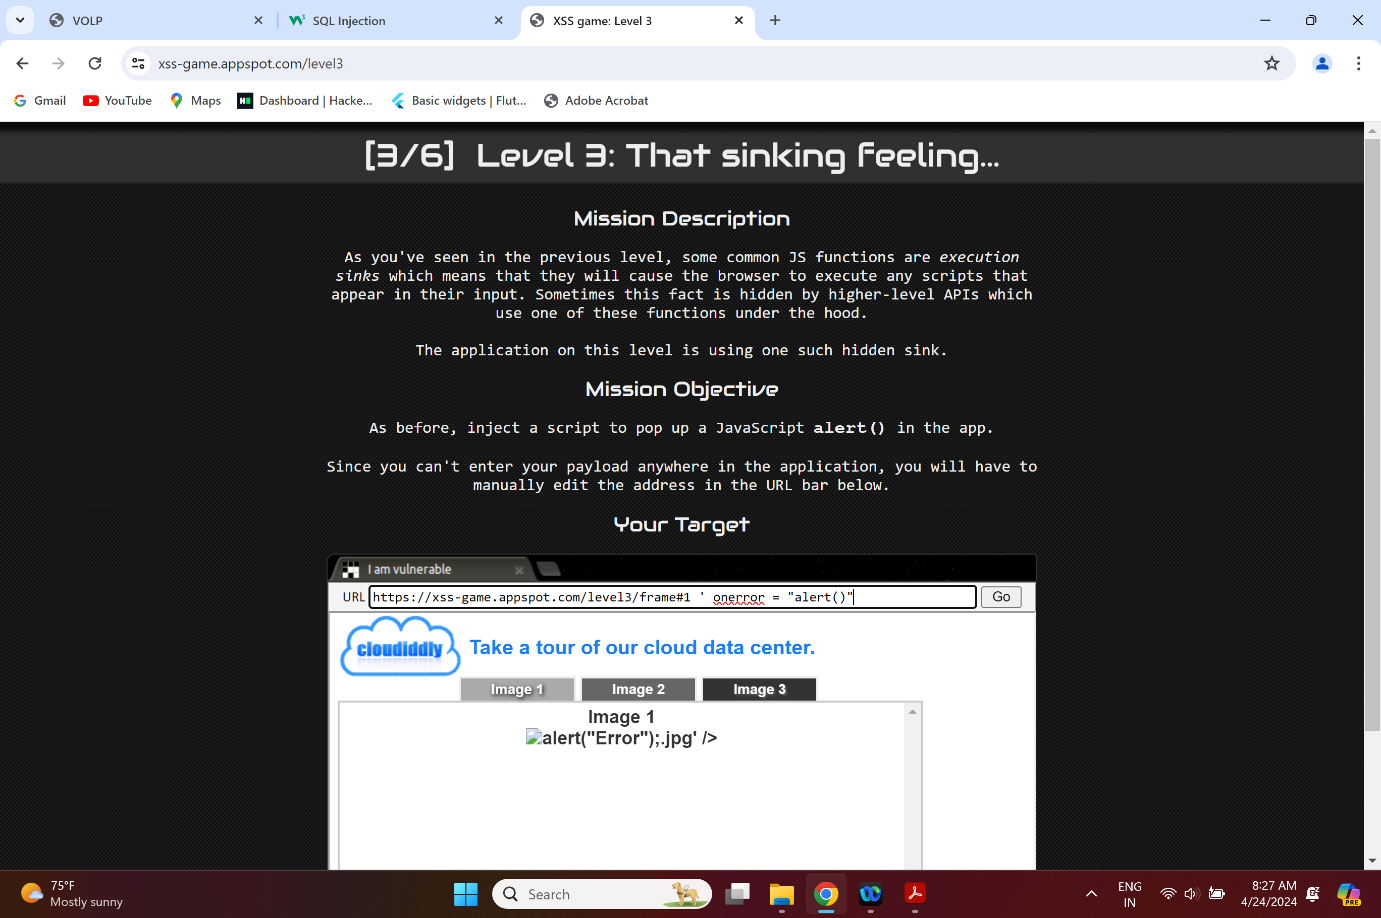 VOLP
SQL Injection
XSS game: Level 3
xss-game.appspot.com/level3
Gmail
YouTube
Maps
Dashboard | Hacke...
Basic widgets | Flut...
Adobe Acrobat
[3/6] Level 3: That sinking feeling...
Mission Description
As you've seen in the previous level, some common JS functions are execution
sinks which means that they will cause the browser to execute any scripts that
appear in their input. Sometimes this fact is hidden by higher-level APIs which
use one of these functions under the hood.
The application on this level is using one such hidden sink.
Mission Objective
As before, inject a script to pop up a JavaScript alert() in the app.
Since you can't enter your payload anywhere in the application, you will have to
manually edit the address in the URL bar below.
Your Target
I am vulnerable
URL https://xss-game.appspot.com/level3/frame#1 ' onerror = "alert()" Go
cloudiddly Take a tour of our cloud data center.
Image 1 Image 2 Image 3
Image 1
alert("Error");.jpg' />
75°F
Mostly sunny
Search
ENG
IN
8:27 AM
4/24/2024
PRE